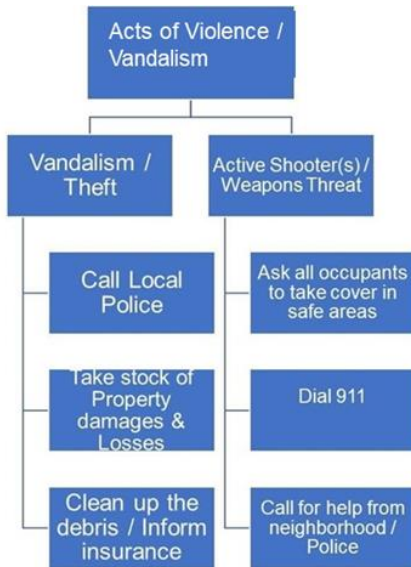 Acts of Violence /
Vandalism
Vandalism /
Theft
Active Shooter(s) /
Weapons Threat
Call Local
Police
Ask all occupants
to take cover in
safe areas
Take stock of
Property
damages &
Losses
Dial 911
Clean up the
debris / Inform
insurance
Call for help from
neighborhood /
Police